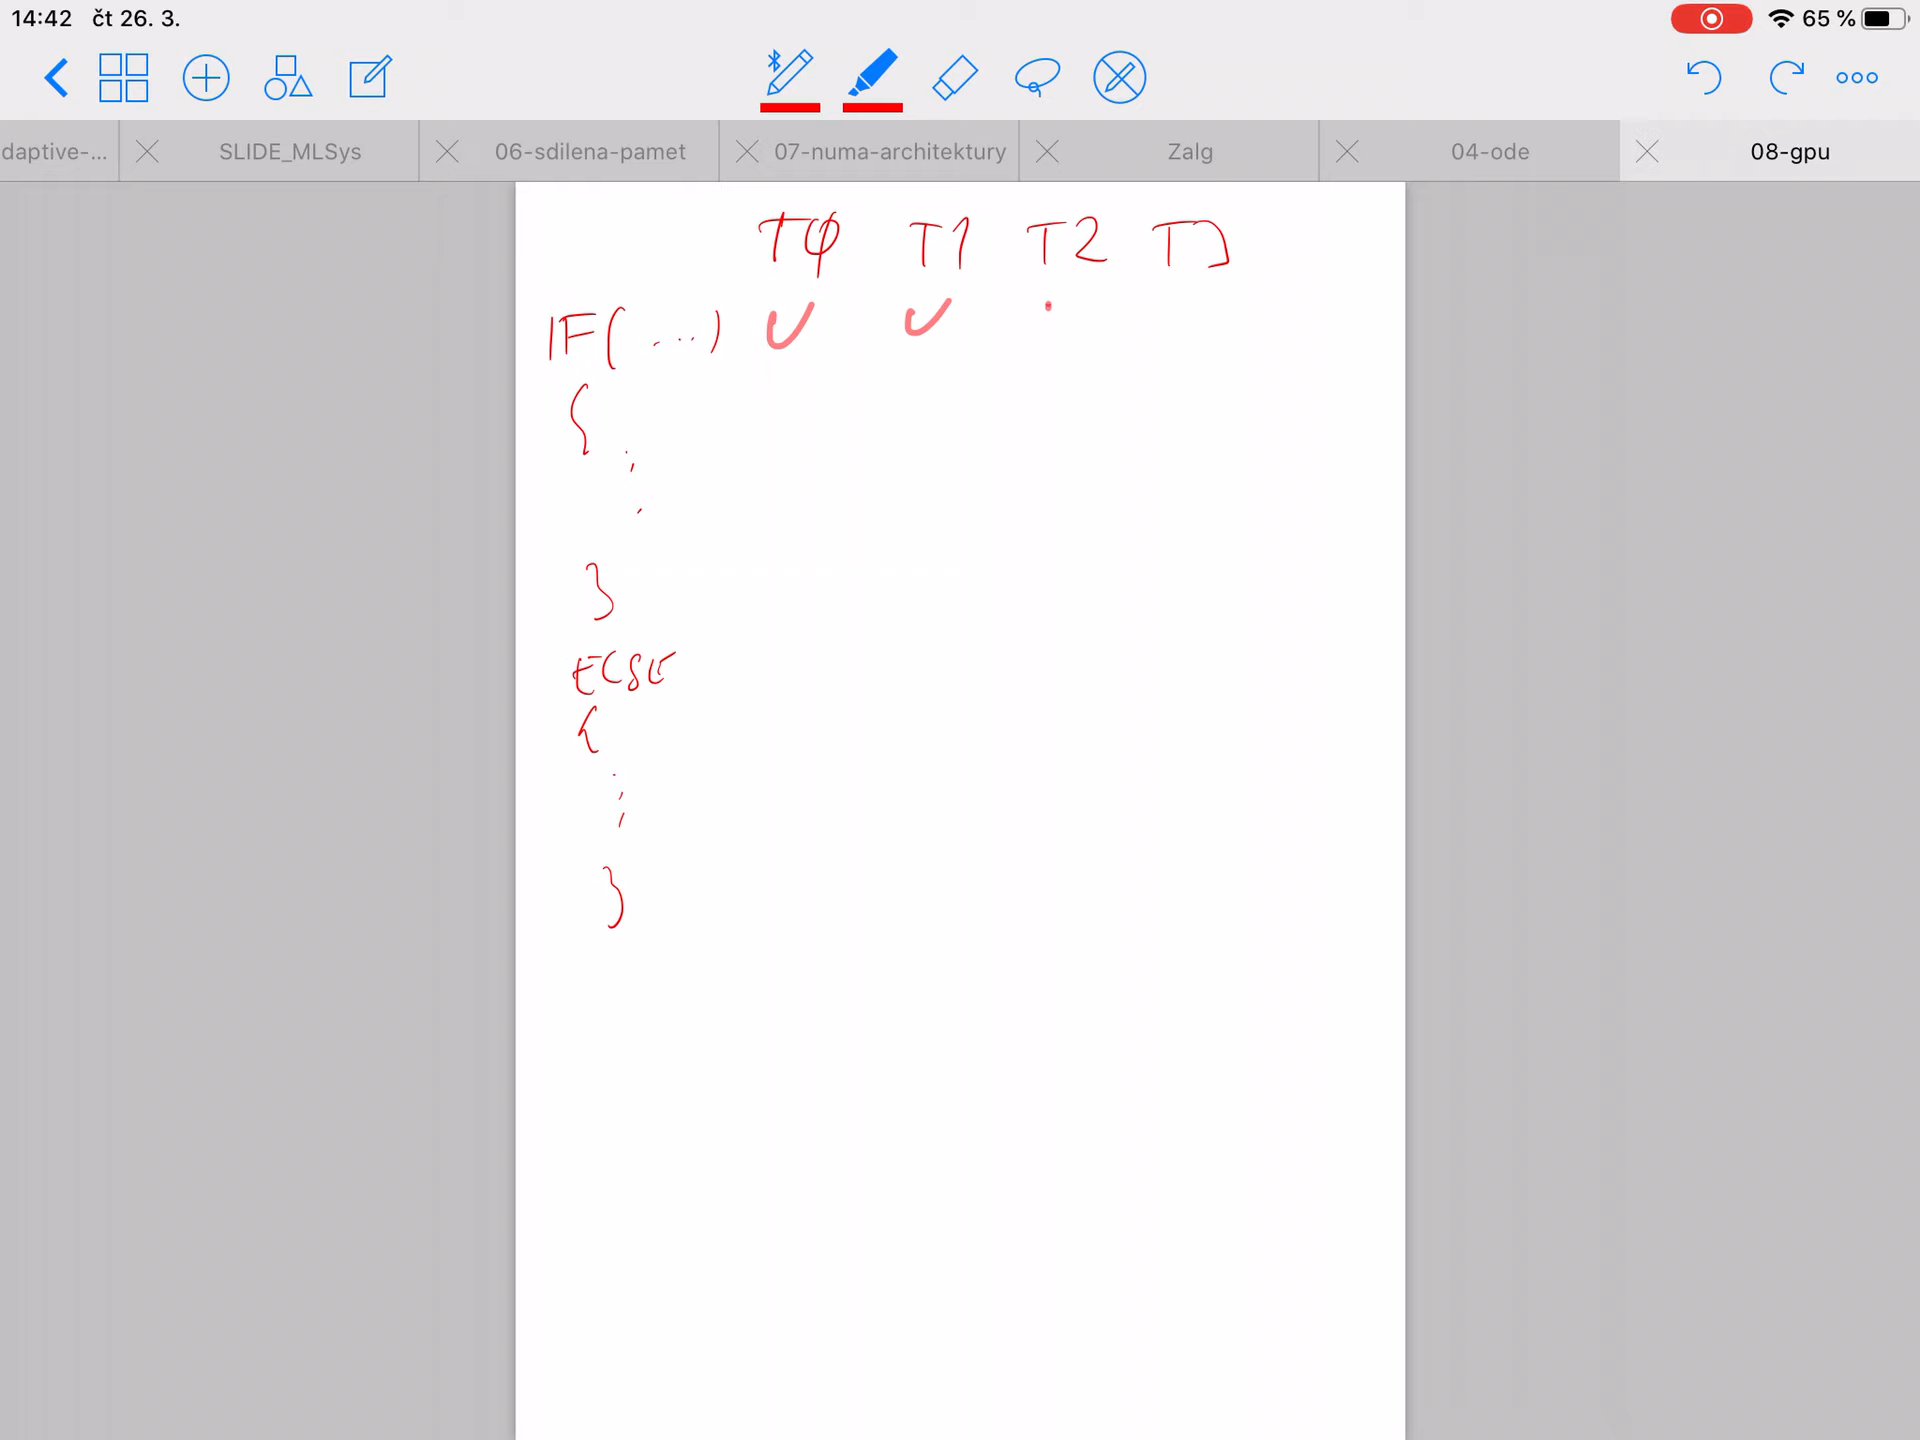 14:42 čt 26. 3. 65 %
daptive-... SLIDE_MLSys 06-sdilena-pamet 07-numa-architektury Zalg 04-ode 08-gpu
T0 T1 T2 T3
IF( ...)
{
}
ELSE
{
}